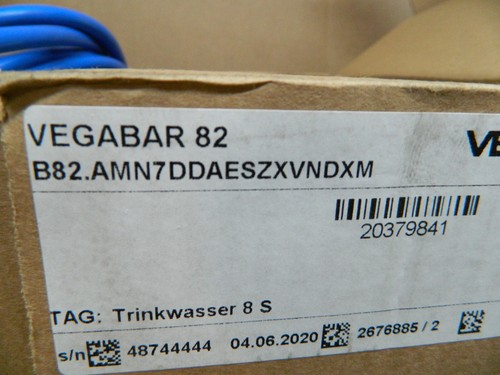 VEGABAR 82
B82.AMN7DDAESZXVNDXM
20379841
TAG: Trinkwasser 8 S
s/n 48744444 04.06.2020 2676885 / 2